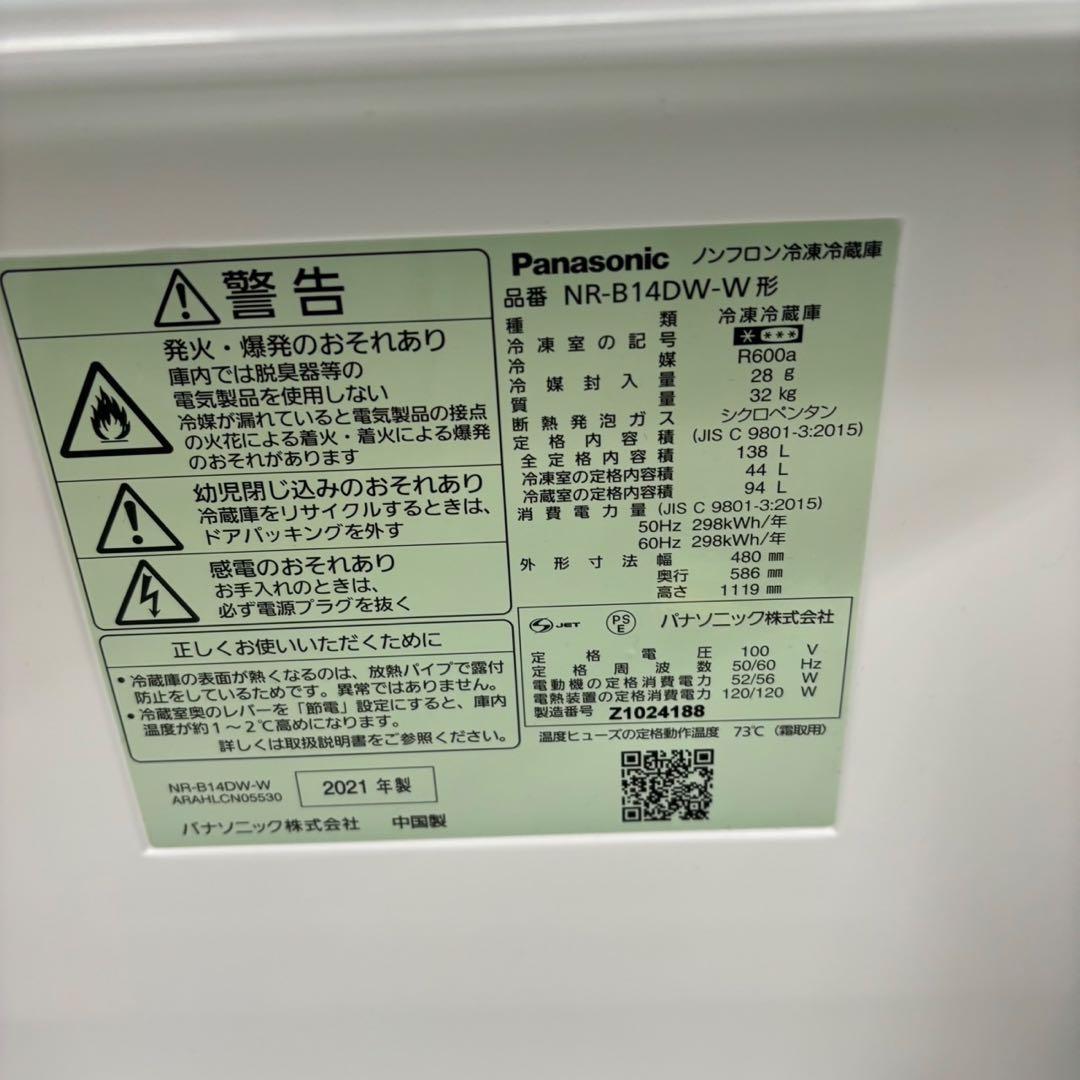 警告
発火・爆発のおそれあり
庫内では脱臭器等の
電気製品を使用しない
冷媒が漏れていると電気製品の接点
の火花による着火・着火による爆発
のおそれがあります
幼児閉じ込みのおそれあり
冷蔵庫をリサイクルするときは、
ドアパッキングを外す
感電のおそれあり
お手入れのときは、
必ず電源プラグを抜く
正しくお使いいただくために
・冷蔵庫の表面が熱くなるのは、放熱パイプで露付
防止をしているためです。異常ではありません。
・冷蔵室奥のレバーを「節電」設定にすると、庫内
温度が約1～2℃高めになります。
詳しくは取扱説明書をご参照ください。
NR-B14DW-W
ARAHLCN05530
2021 年製
パナソニック株式会社 中国製
Panasonic ノンフロン冷凍冷蔵庫
品番 NR-B14DW-W形
種類 冷凍冷蔵庫
冷凍室の記号 * ***
冷媒 R600a
冷媒封入量 28 g
質量 32 kg
断熱発泡ガス シクロペンタン
定格内容積 (JIS C 9801-3:2015)
全定格内容積 138 L
冷凍室の定格内容積 44 L
冷蔵室の定格内容積 94 L
消費電力量 (JIS C 9801-3:2015)
50Hz 298kWh/年
60Hz 298kWh/年
外形寸法 幅 480 mm
奥行 586 mm
高さ 1119 mm
JET PS E パナソニック株式会社
定格電圧 100 V
定格周波数 50/60 Hz
電動機の定格消費電力 52/56 W
電熱装置の定格消費電力 120/120 W
製造番号 Z1024188
温度ヒューズの定格動作温度 73℃（霜取用）